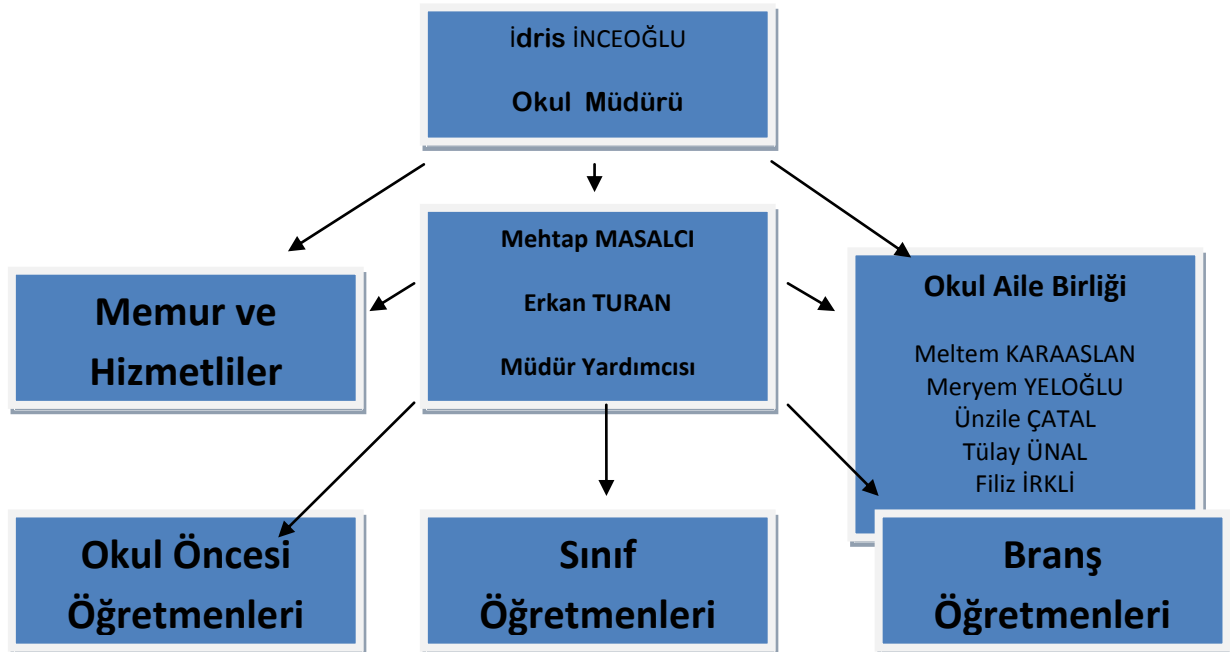 İdris İNCEOĞLU
Okul Müdürü
Mehtap MASALCI
Erkan TURAN
Müdür Yardımcısı
Memur ve
Hizmetliler
Okul Aile Birliği
Meltem KARAASLAN
Meryem YELOĞLU
Ünzile ÇATAL
Tülay ÜNAL
Filiz İRKLİ
Okul Öncesi
Öğretmenleri
Sınıf
Öğretmenleri
Branş
Öğretmenleri